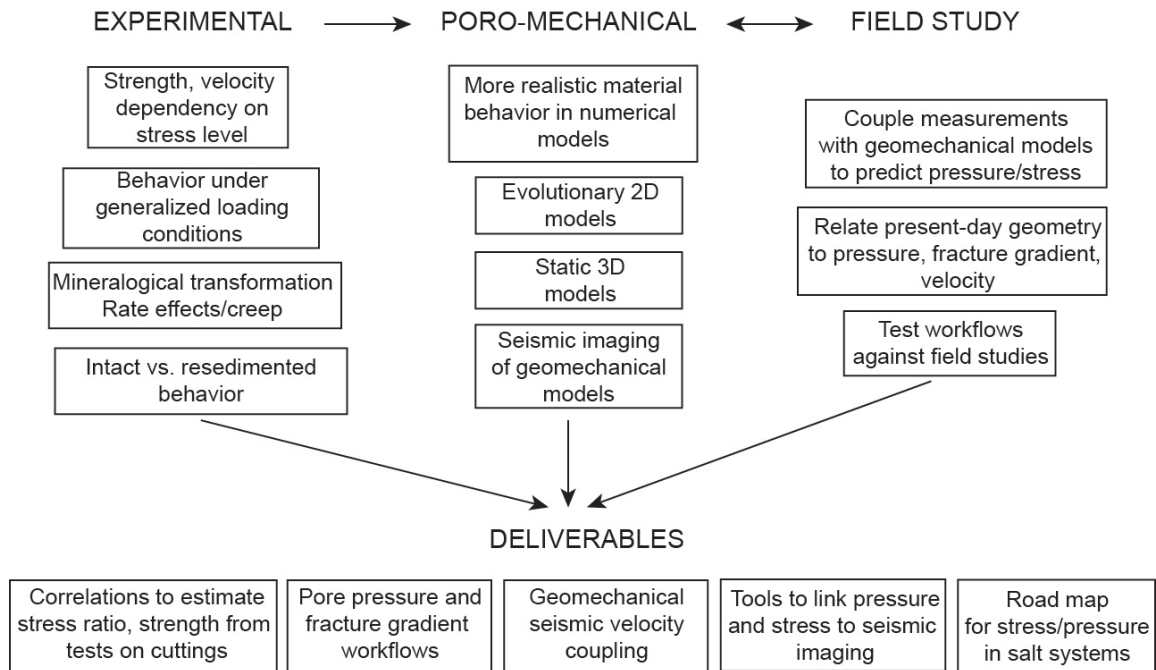 EXPERIMENTAL
PORO-MECHANICAL
FIELD STUDY
Strength, velocity
dependency on
stress level
Behavior under
generalized loading
conditions
Mineralogical transformation
Rate effects/creep
Intact vs. resedimented
behavior
More realistic material
behavior in numerical
models
Evolutionary 2D
models
Static 3D
models
Seismic imaging
of geomechanical
models
Couple measurements
with geomechanical models
to predict pressure/stress
Relate present-day geometry
to pressure, fracture gradient,
velocity
Test workflows
against field studies
DELIVERABLES
Correlations to estimate
stress ratio, strength from
tests on cuttings
Pore pressure and
fracture gradient
workflows
Geomechanical
seismic velocity
coupling
Tools to link pressure
and stress to seismic
imaging
Road map
for stress/pressure
in salt systems